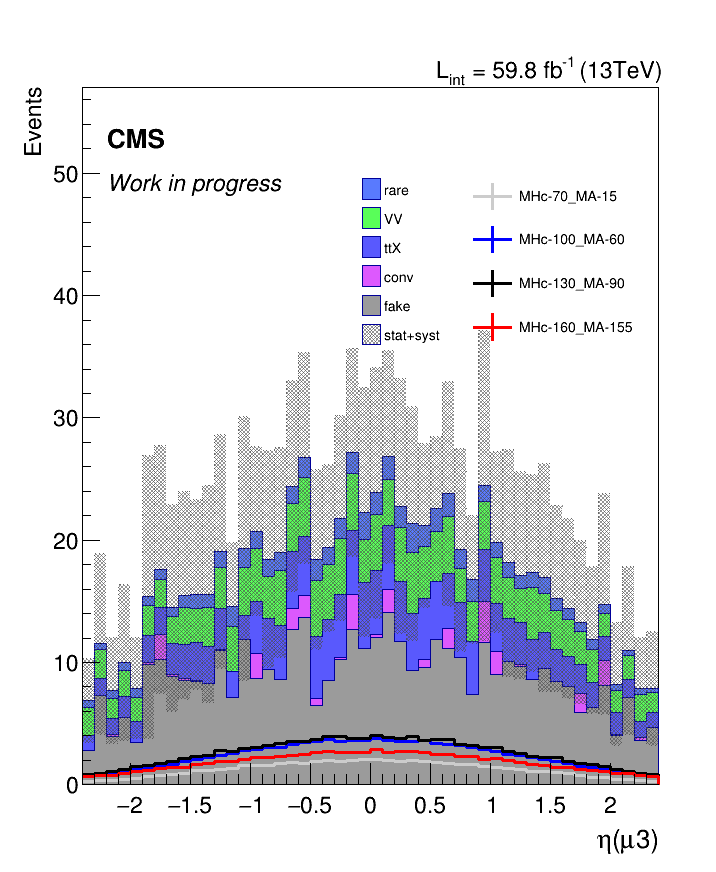 L_int = 59.8 fb^-1 (13TeV)
Events
CMS
Work in progress
rare
VV
ttX
conv
fake
stat+syst
MHc-70_MA-15
MHc-100_MA-60
MHc-130_MA-90
MHc-160_MA-155
50
40
30
20
10
0
−2 −1.5 −1 −0.5 0 0.5 1 1.5 2
η(μ3)